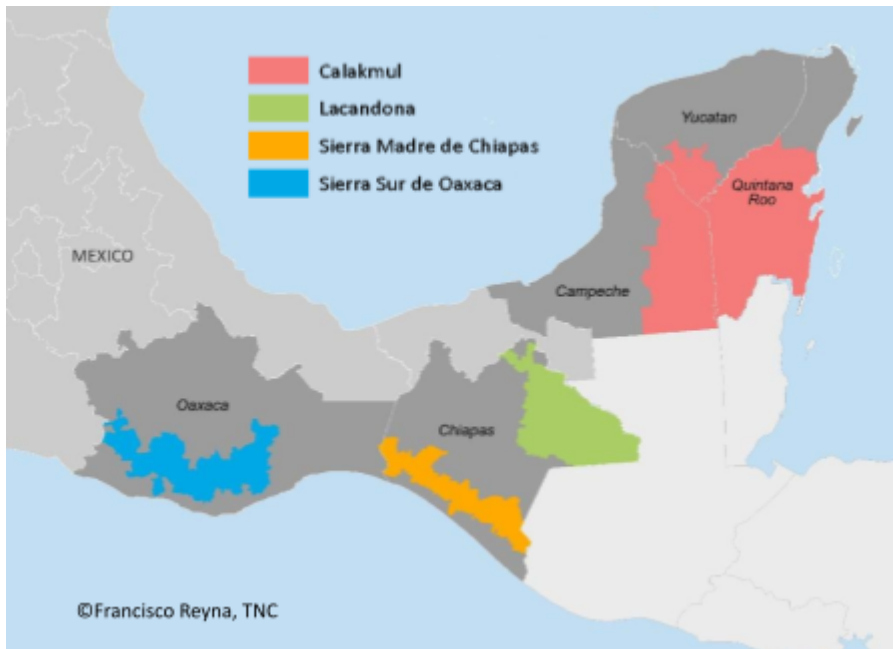 Calakmul
Lacandona
Sierra Madre de Chiapas
Sierra Sur de Oaxaca
Yucatan
Quintana
Roo
MEXICO
Campeche
Oaxaca
Chiapas
©Francisco Reyna, TNC